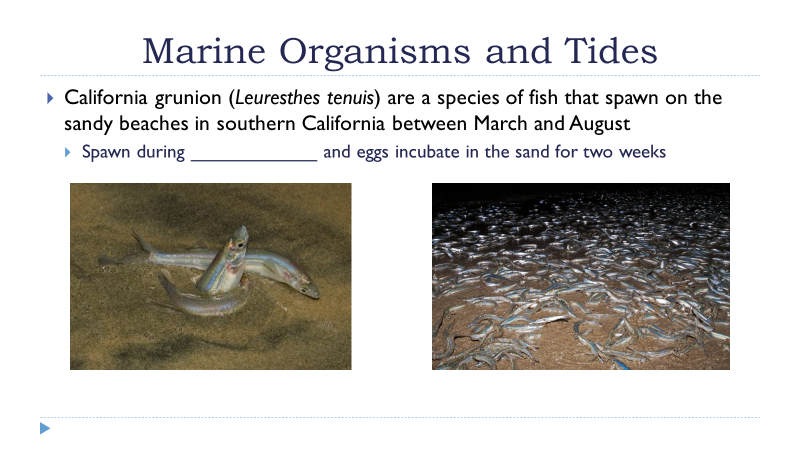 Marine Organisms and Tides
California grunion (Leuresthes tenuis) are a species of fish that spawn on the
sandy beaches in southern California between March and August
Spawn during _____________ and eggs incubate in the sand for two weeks